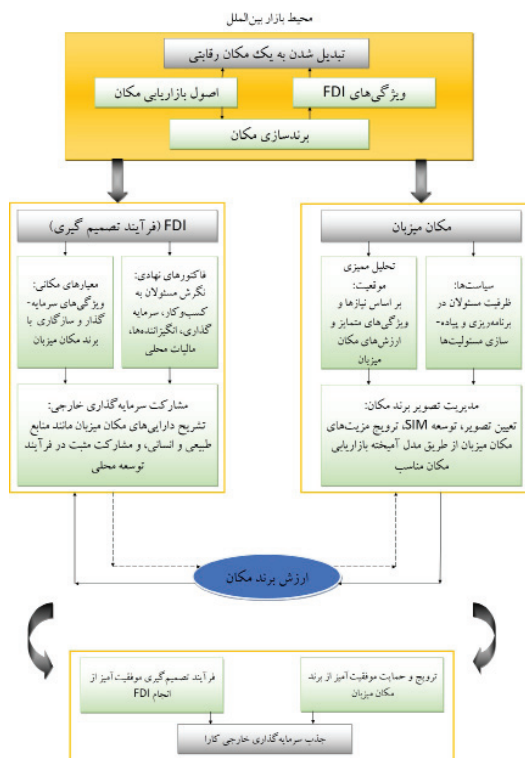 محیط بازار بین‌الملل
تبدیل شدن به یک مکان رقابتی
ویژگی‌های FDI
اصول بازاریابی مکان
برندسازی مکان
مکان میزبان
سیاست‌ها:
ظرفیت مسئولان در
برنامه‌ریزی و پیاده-
سازی مسئولیت‌ها
تحلیل ممیزی
موقعیت:
بر اساس نیازها و
ویژگی‌های متمایز و
ارزش‌های مکان
میزبان
مدیریت تصویر برند مکان:
تعیین تصویر، توسعه SIM، ترویج مزیت‌های
مکان میزبان از طریق مدل آمیخته بازاریابی
مکان مناسب
FDI (فرآیند تصمیم گیری)
فاکتورهای نهادی:
نگرش مسئولان به
کسب‌وکار، سرمایه
گذاری، انگیزاننده‌ها،
مالیات محلی
معیارهای مکانی:
ویژگی‌های سرمایه-
گذار و سازگاری با
برند مکان میزبان
مشارکت سرمایه‌گذاری خارجی:
تشریح دارایی‌های مکان میزبان مانند منابع
طبیعی و انسانی، و مشارکت مثبت در فرآیند
توسعه محلی
ارزش برند مکان
ترویج و حمایت موفقیت‌آمیز از برند
مکان میزبان
فرآیند تصمیم‌گیری موفقیت‌آمیز از
انجام FDI
جذب سرمایه‌گذاری خارجی کارا